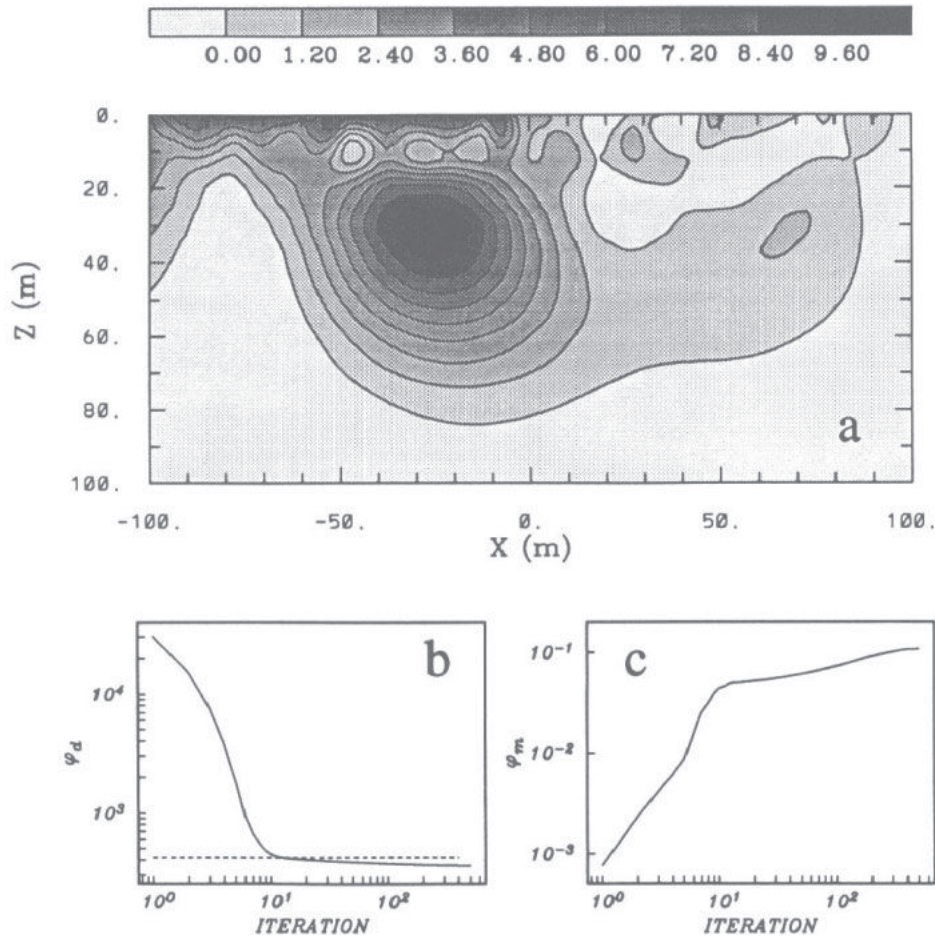 0.00 1.20 2.40 3.60 4.80 6.00 7.20 8.40 9.60
0.
20.
40.
60.
80.
100.
Z (m)
a
-100. -50. 0. 50. 100.
X (m)
b
10⁴
10³
φ_d
10⁰ 10¹ 10²
ITERATION
c
10⁻¹
10⁻²
10⁻³
φ_m
10⁰ 10¹ 10²
ITERATION